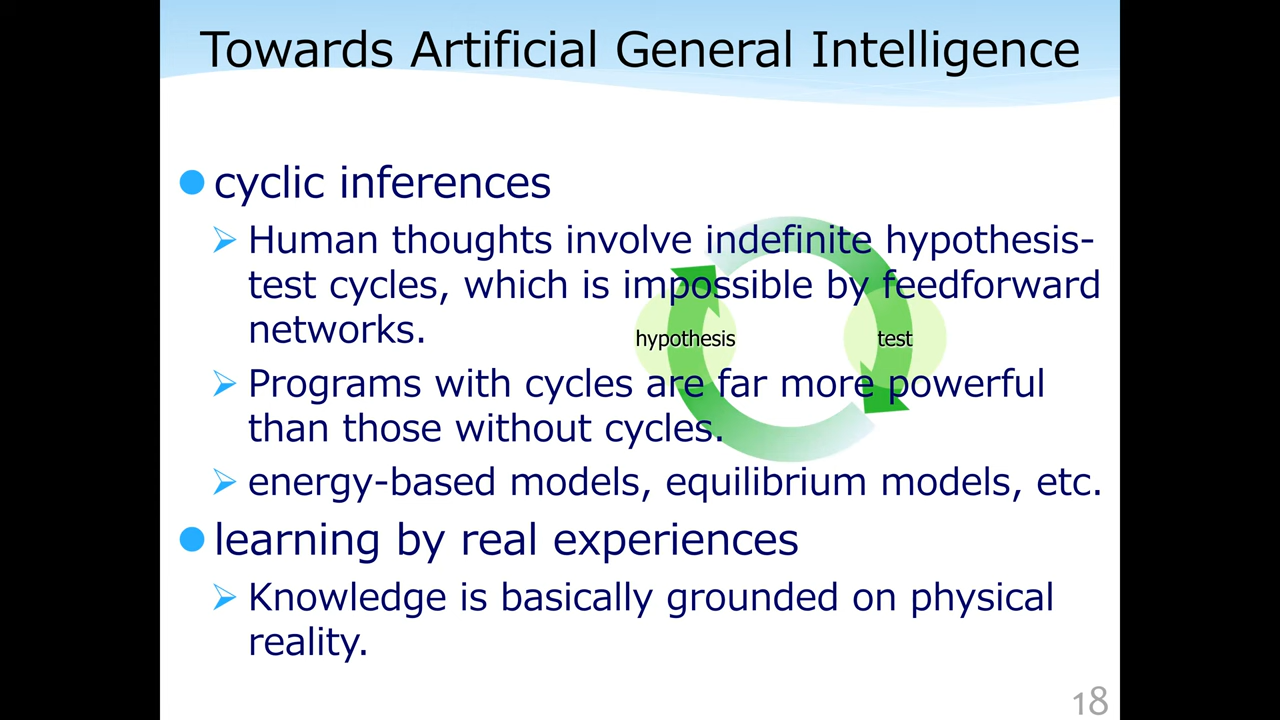 Towards Artificial General Intelligence
cyclic inferences
Human thoughts involve indefinite hypothesis-
test cycles, which is impossible by feedforward
networks.
hypothesis
test
Programs with cycles are far more powerful
than those without cycles.
energy-based models, equilibrium models, etc.
learning by real experiences
Knowledge is basically grounded on physical
reality.
18